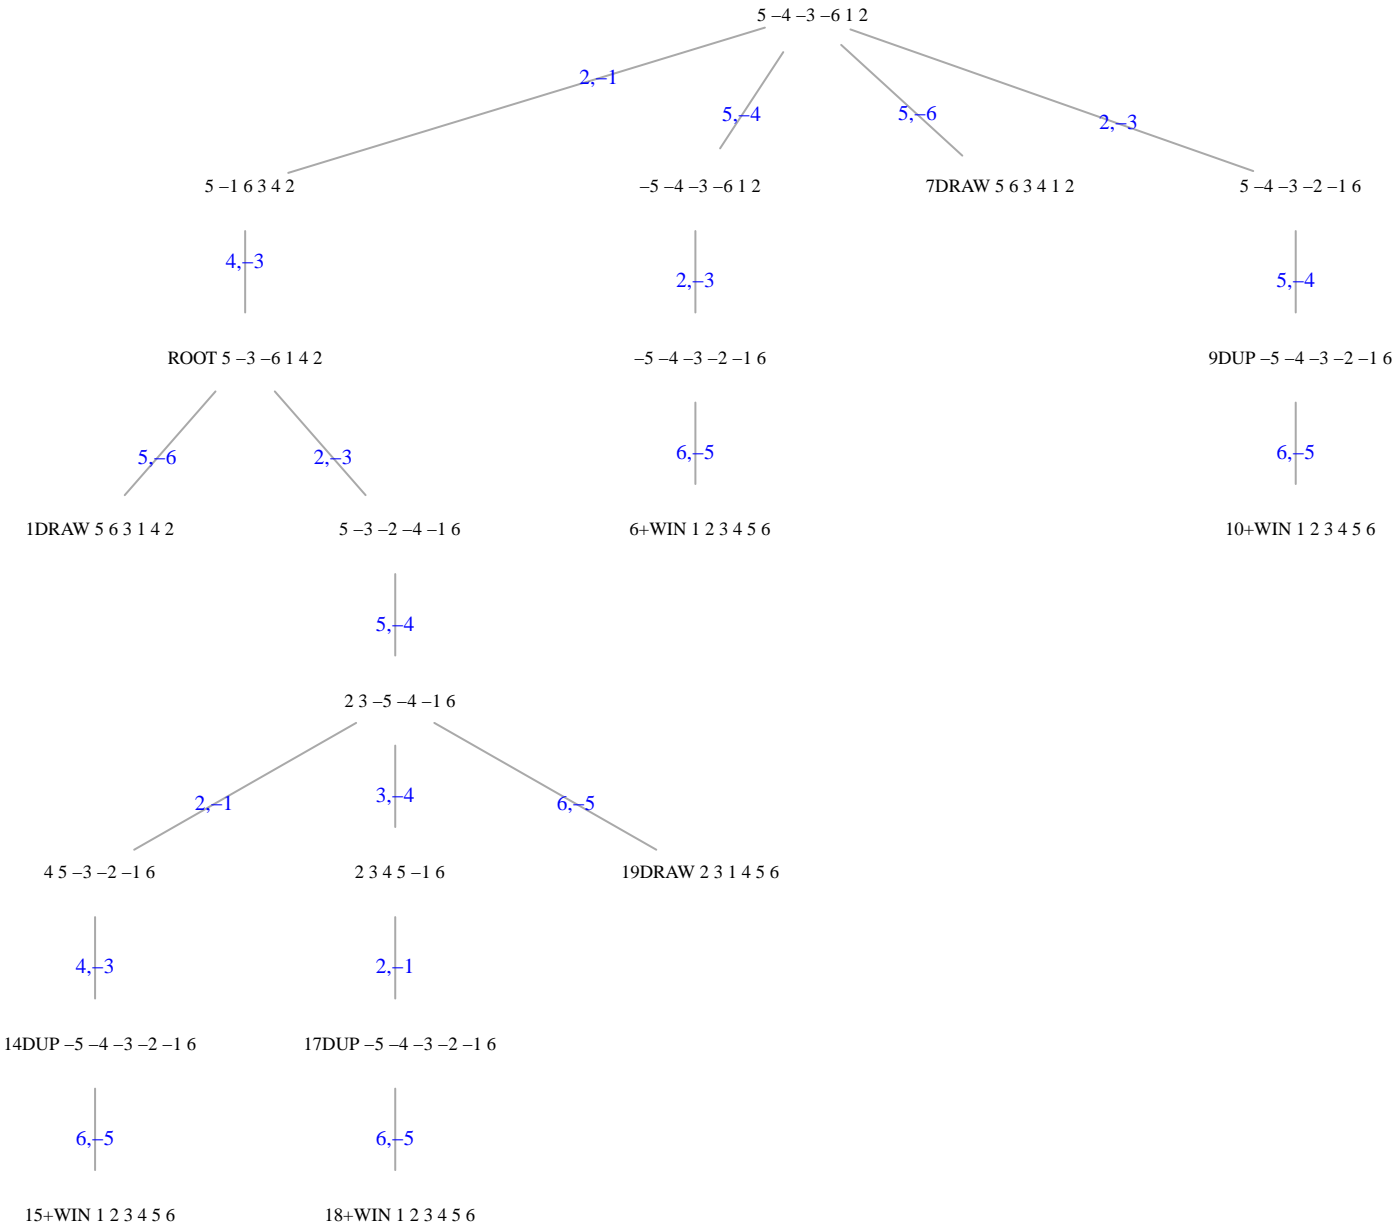 5 –4 –3 –6 1 2
2,–1
5,–4
5,–6
2,–3
5 –1 6 3 4 2
–5 –4 –3 –6 1 2
7DRAW 5 6 3 4 1 2
5 –4 –3 –2 –1 6
4,–3
2,–3
5,–4
ROOT 5 –3 –6 1 4 2
–5 –4 –3 –2 –1 6
9DUP –5 –4 –3 –2 –1 6
5,–6
2,–3
6,–5
6,–5
1DRAW 5 6 3 1 4 2
5 –3 –2 –4 –1 6
6+WIN 1 2 3 4 5 6
10+WIN 1 2 3 4 5 6
5,–4
2 3 –5 –4 –1 6
2,–1
3,–4
6,–5
4 5 –3 –2 –1 6
2 3 4 5 –1 6
19DRAW 2 3 1 4 5 6
4,–3
2,–1
14DUP –5 –4 –3 –2 –1 6
17DUP –5 –4 –3 –2 –1 6
6,–5
6,–5
15+WIN 1 2 3 4 5 6
18+WIN 1 2 3 4 5 6